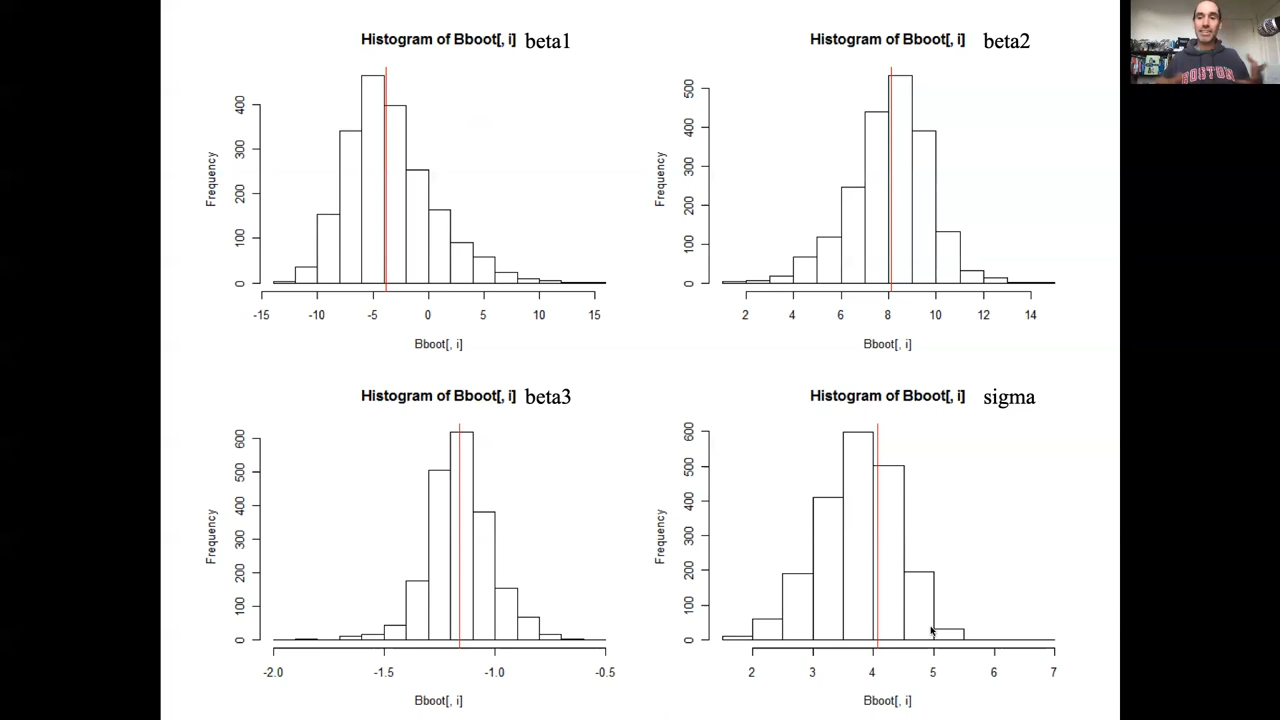 Histogram of Bboot[, i] beta1
Frequency
0 100 200 300 400
-15 -10 -5 0 5 10 15
Bboot[, i]
Histogram of Bboot[, i] beta2
Frequency
0 100 200 300 400 500
2 4 6 8 10 12 14
Bboot[, i]
Histogram of Bboot[, i] beta3
Frequency
0 100 200 300 400 500 600
-2.0 -1.5 -1.0 -0.5
Bboot[, i]
Histogram of Bboot[, i] sigma
Frequency
0 100 200 300 400 500 600
2 3 4 5 6 7
Bboot[, i]
BOSTON